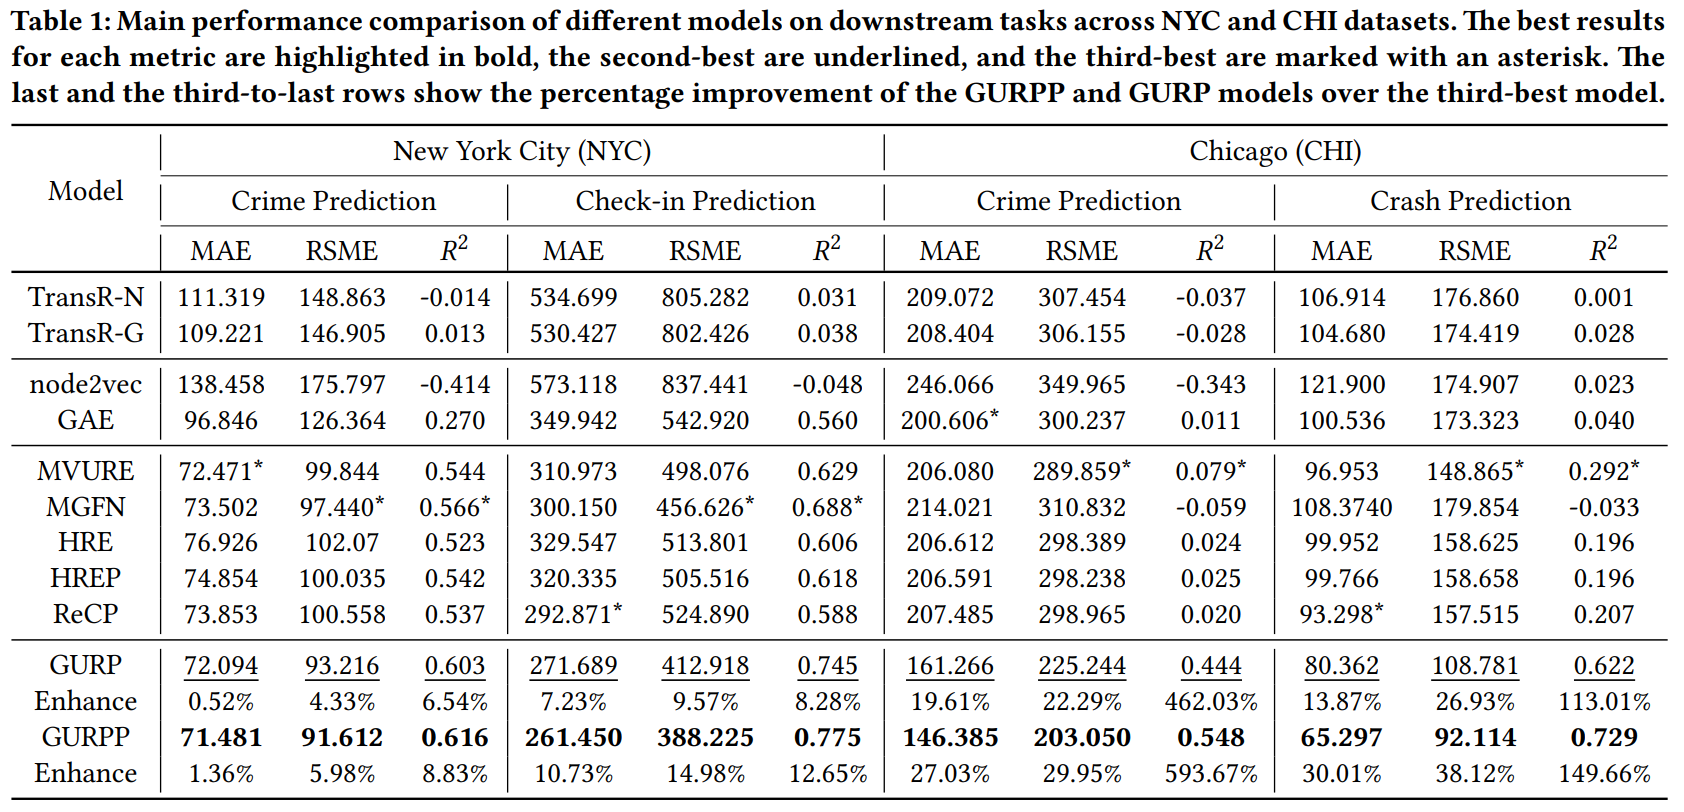 Table 1: Main performance comparison of different models on downstream tasks across NYC and CHI datasets. The best results
for each metric are highlighted in bold, the second-best are underlined, and the third-best are marked with an asterisk. The
last and the third-to-last rows show the percentage improvement of the GURPP and GURP models over the third-best model.
Model New York City (NYC) Chicago (CHI)
Crime Prediction Check-in Prediction Crime Prediction Crash Prediction
MAE RSME R² MAE RSME R² MAE RSME R² MAE RSME R²
TransR-N 111.319 148.863 -0.014 534.699 805.282 0.031 209.072 307.454 -0.037 106.914 176.860 0.001
TransR-G 109.221 146.905 0.013 530.427 802.426 0.038 208.404 306.155 -0.028 104.680 174.419 0.028
node2vec 138.458 175.797 -0.414 573.118 837.441 -0.048 246.066 349.965 -0.343 121.900 174.907 0.023
GAE 96.846 126.364 0.270 349.942 542.920 0.560 200.606* 300.237 0.011 100.536 173.323 0.040
MVURE 72.471* 99.844 0.544 310.973 498.076 0.629 206.080 289.859* 0.079* 96.953 148.865* 0.292*
MGFN 73.502 97.440* 0.566* 300.150 456.626* 0.688* 214.021 310.832 -0.059 108.3740 179.854 -0.033
HRE 76.926 102.07 0.523 329.547 513.801 0.606 206.612 298.389 0.024 99.952 158.625 0.196
HREP 74.854 100.035 0.542 320.335 505.516 0.618 206.591 298.238 0.025 99.766 158.658 0.196
ReCP 73.853 100.558 0.537 292.871* 524.890 0.588 207.485 298.965 0.020 93.298* 157.515 0.207
GURP 72.094 93.216 0.603 271.689 412.918 0.745 161.266 225.244 0.444 80.362 108.781 0.622
Enhance 0.52% 4.33% 6.54% 7.23% 9.57% 8.28% 19.61% 22.29% 462.03% 13.87% 26.93% 113.01%
GURPP 71.481 91.612 0.616 261.450 388.225 0.775 146.385 203.050 0.548 65.297 92.114 0.729
Enhance 1.36% 5.98% 8.83% 10.73% 14.98% 12.65% 27.03% 29.95% 593.67% 30.01% 38.12% 149.66%